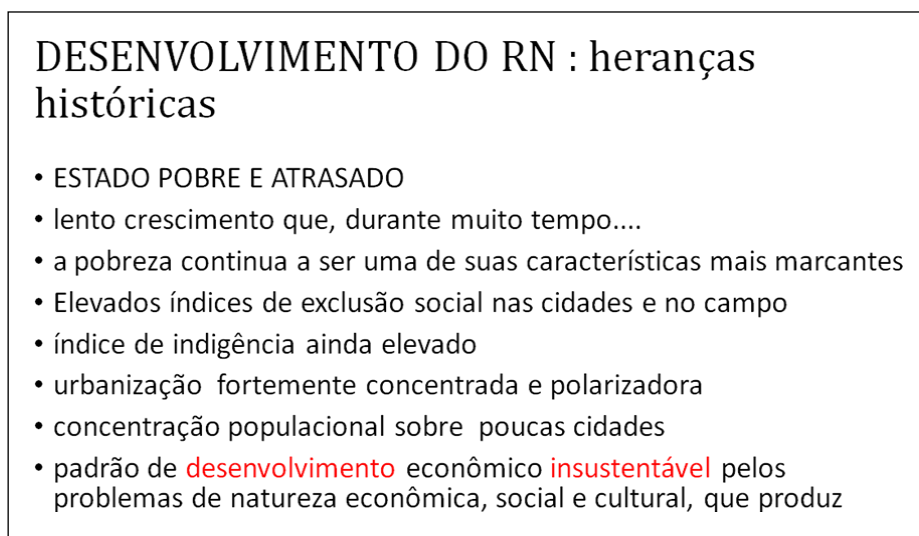 DESENVOLVIMENTO DO RN : heranças
históricas
• ESTADO POBRE E ATRASADO
• lento crescimento que, durante muito tempo....
• a pobreza continua a ser uma de suas características mais marcantes
• Elevados índices de exclusão social nas cidades e no campo
• índice de indigência ainda elevado
• urbanização fortemente concentrada e polarizadora
• concentração populacional sobre poucas cidades
• padrão de desenvolvimento econômico insustentável pelos
problemas de natureza econômica, social e cultural, que produz